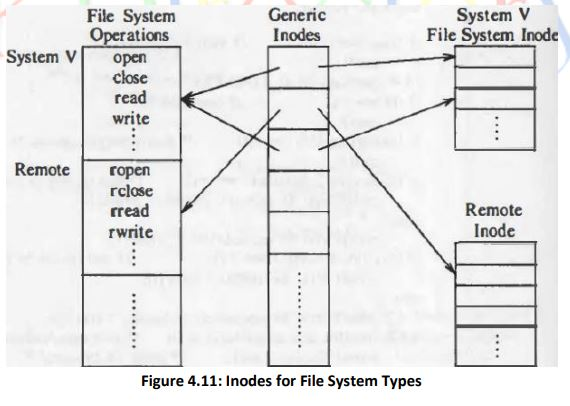 File System
Operations
Generic
Inodes
System V
File System Inode
System V
open
close
read
write
Remote
ropen
rclose
rread
rwrite
Remote
Inode
Figure 4.11: Inodes for File System Types